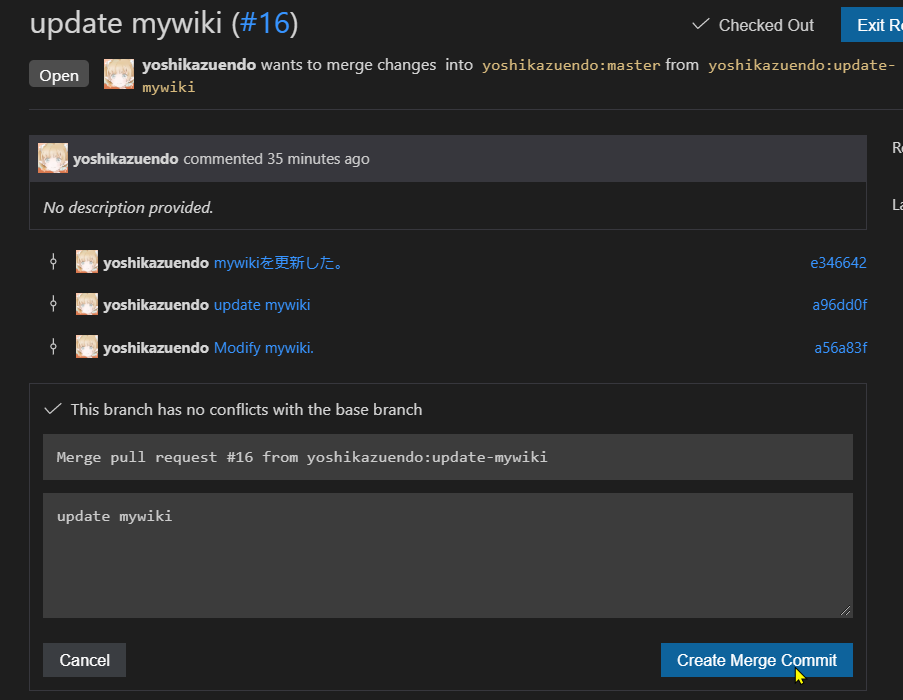 update mywiki (#16)
Checked Out
Exit Re
Open
yoshikazuendo wants to merge changes into yoshikazuendo:master from yoshikazuendo:update-
mywiki
yoshikazuendo commented 35 minutes ago
Re
No description provided.
La
yoshikazuendo mywikiを更新した。 e346642
yoshikazuendo update mywiki a96dd0f
yoshikazuendo Modify mywiki. a56a83f
This branch has no conflicts with the base branch
Merge pull request #16 from yoshikazuendo:update-mywiki
update mywiki
Cancel
Create Merge Commit